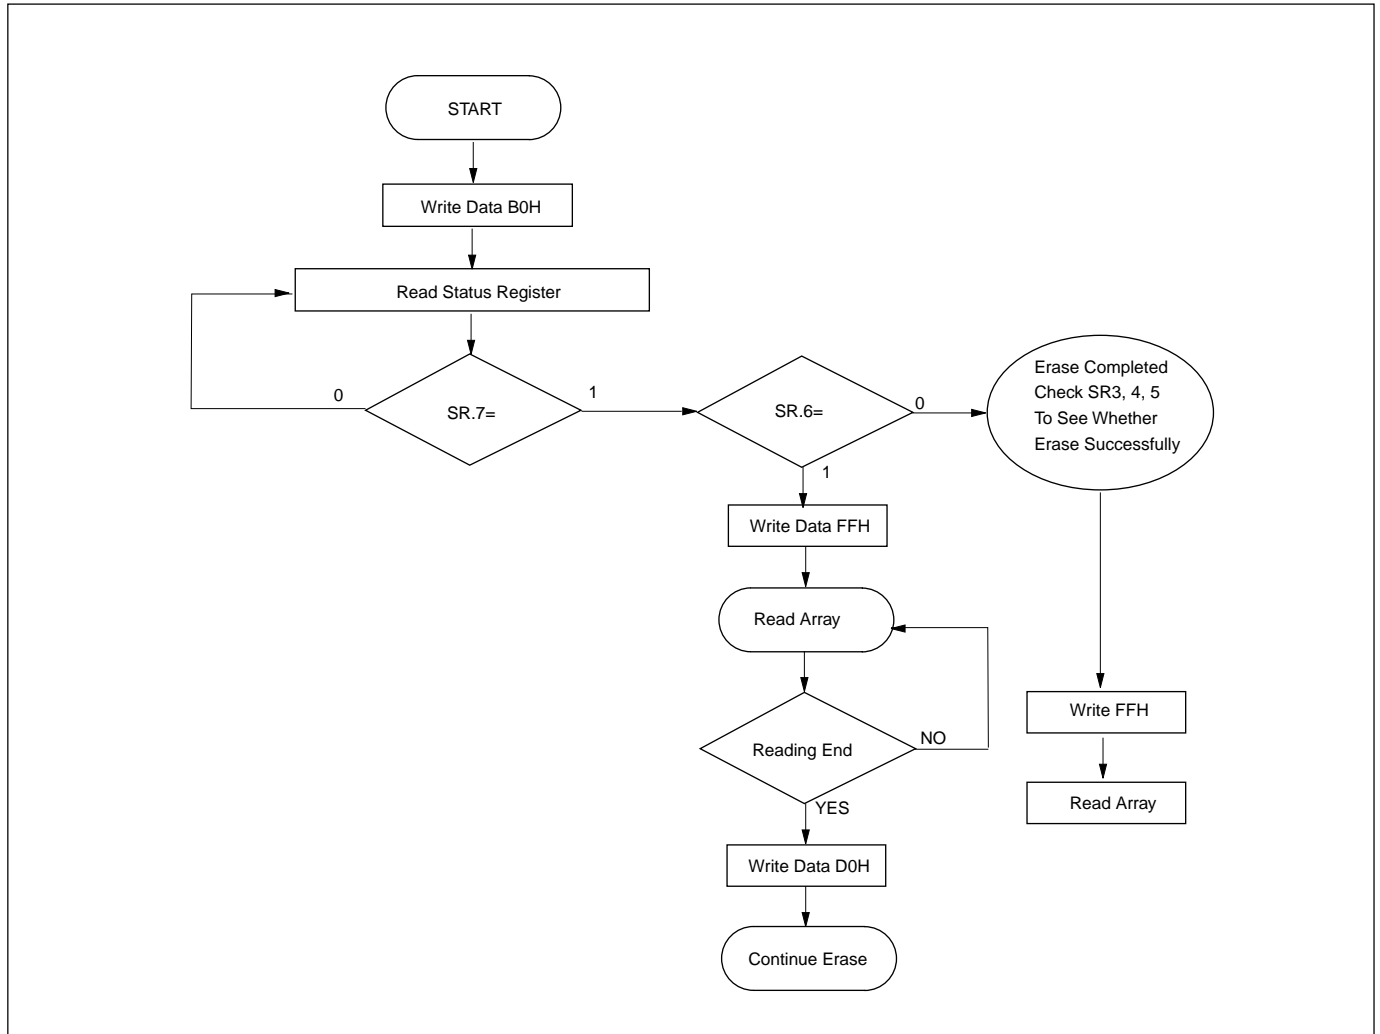 START
Write Data B0H
Read Status Register
0
SR.7=
1
SR.6=
0
Erase Completed
Check SR3, 4, 5
To See Whether
Erase Successfully
1
Write Data FFH
Read Array
Reading End
NO
YES
Write Data D0H
Continue Erase
Write FFH
Read Array